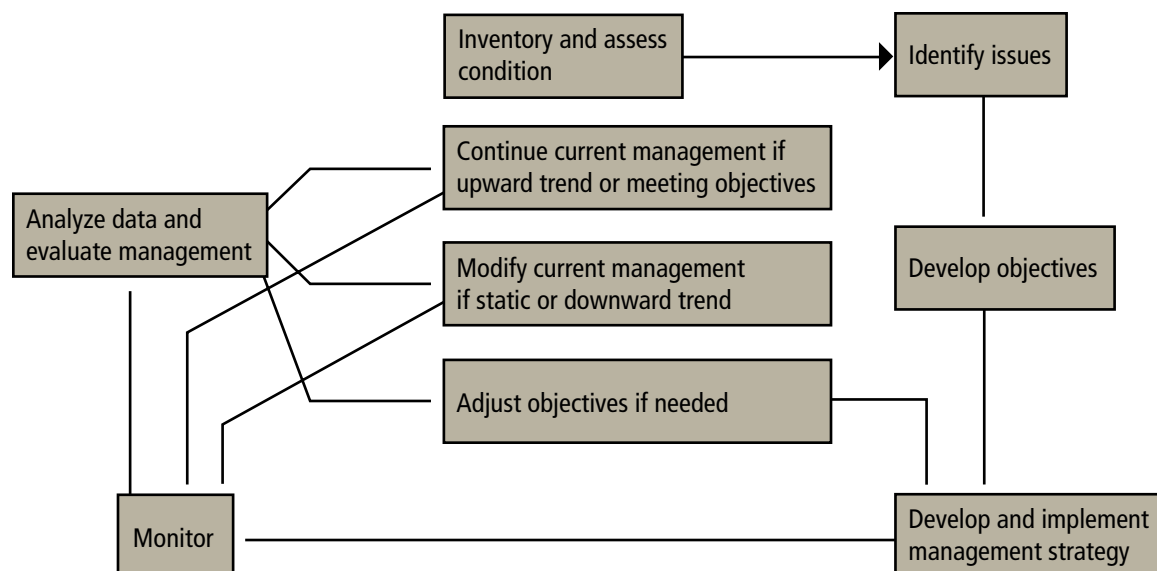 Inventory and assess
condition
Identify issues
Continue current management if
upward trend or meeting objectives
Analyze data and
evaluate management
Modify current management
if static or downward trend
Develop objectives
Adjust objectives if needed
Monitor
Develop and implement
management strategy